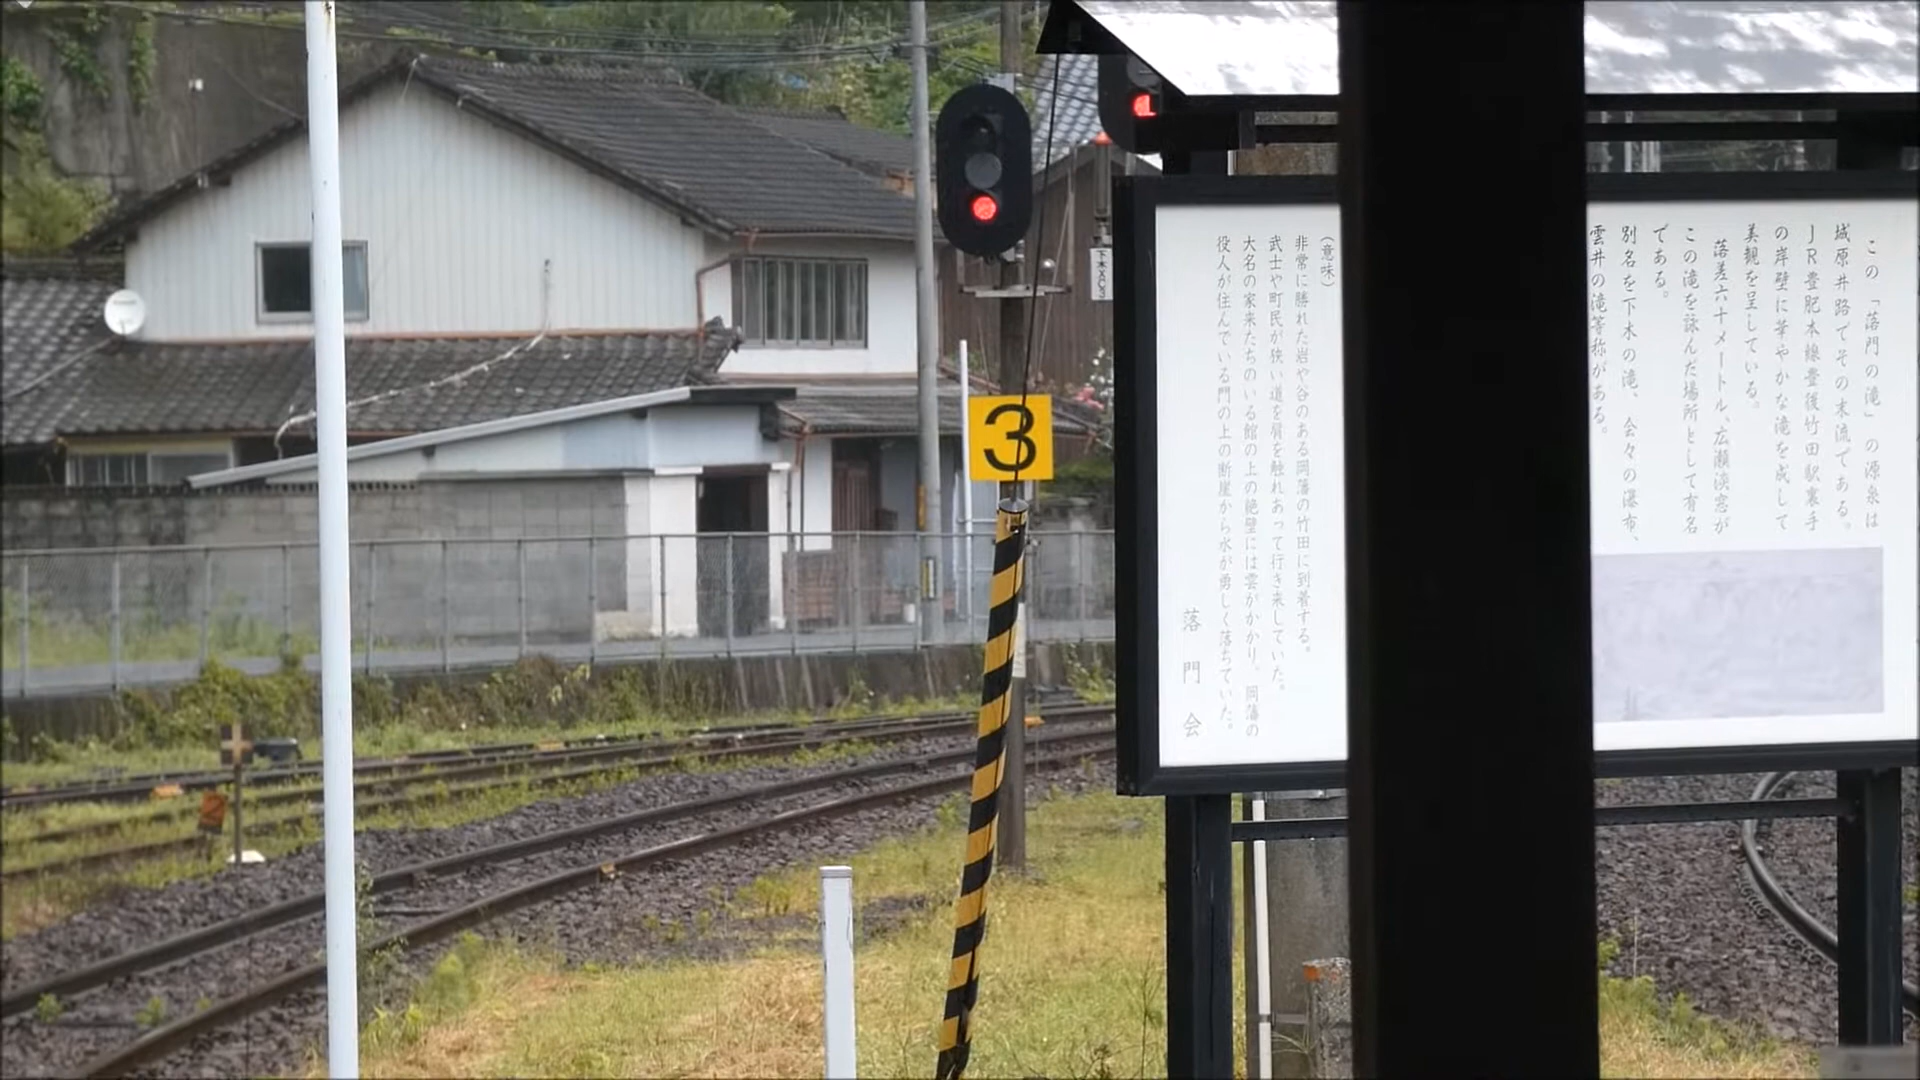 3
この「落門の滝」の源泉は
城原井路でその末流である。
JR豊肥本線豊後竹田駅裏手
の岸壁に華やかな滝を成して
美観を呈している。
落差六十メートル、広瀬淡窓が
この滝を詠んだ場所として有名
である。
別名を下木の滝、会々の瀑布、
雲井の滝等称がある。
(意味)
非常に勝れた岩や谷のある岡藩の竹田に到着する。
武士や町民が狭い道を肩を触れあって行き来していた。
大名の家来たちのいる館の上の絶壁には雲がかかり、岡藩の
役人が住んでいる門の上の断崖から水が勇しく落ちていた。
落門会